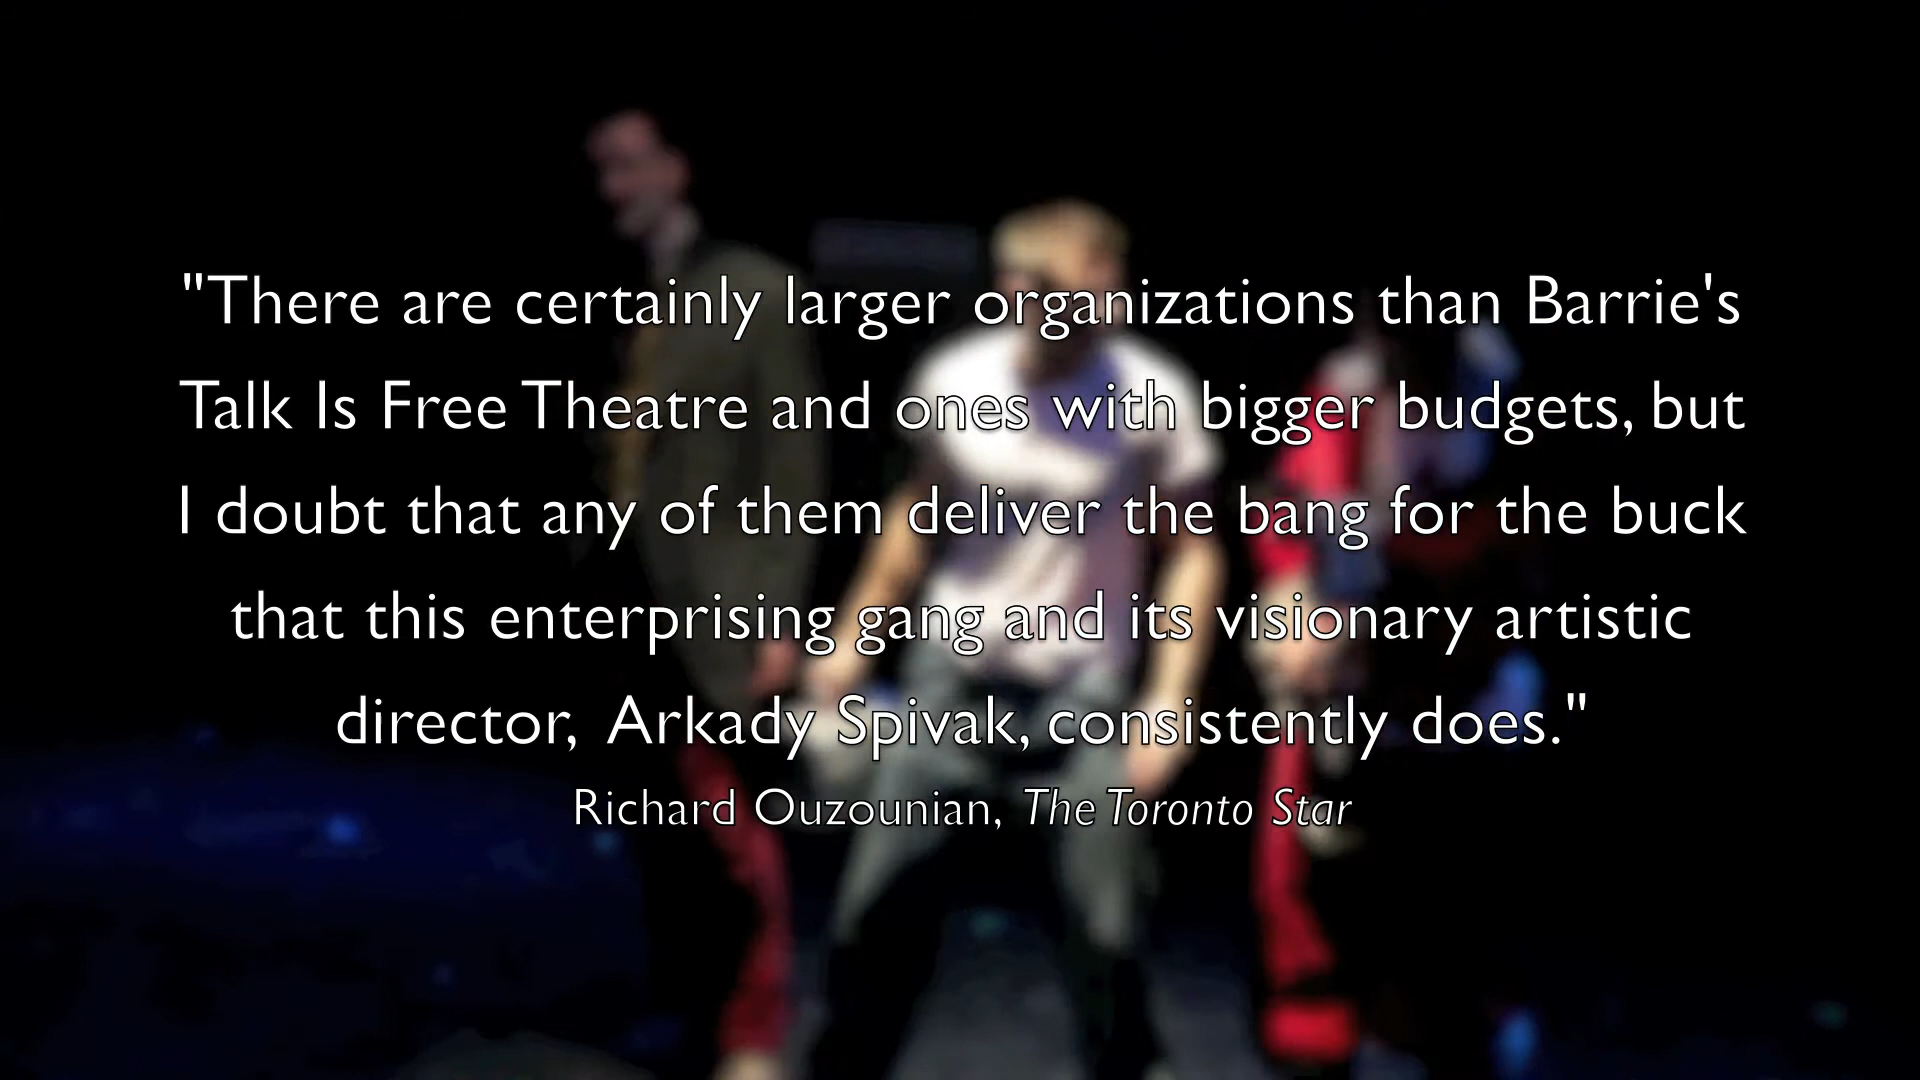 "There are certainly larger organizations than Barrie's
Talk Is Free Theatre and ones with bigger budgets, but
I doubt that any of them deliver the bang for the buck
that this enterprising gang and its visionary artistic
director, Arkady Spivak, consistently does."
Richard Ouzounian, The Toronto Star